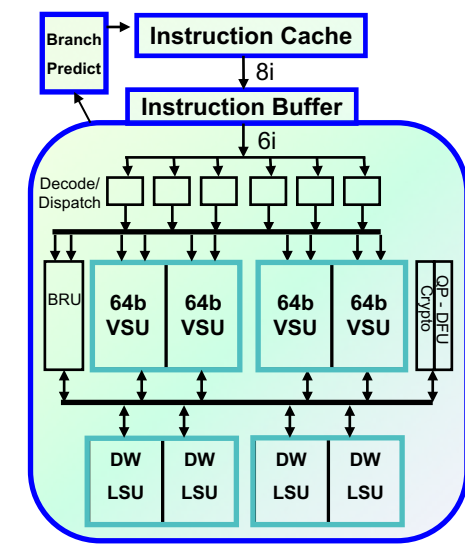 Branch
Predict
Instruction Cache
8i
Instruction Buffer
6i
Decode/
Dispatch
BRU
64b
VSU
64b
VSU
64b
VSU
64b
VSU
Crypto
QP - DFU
DW
LSU
DW
LSU
DW
LSU
DW
LSU